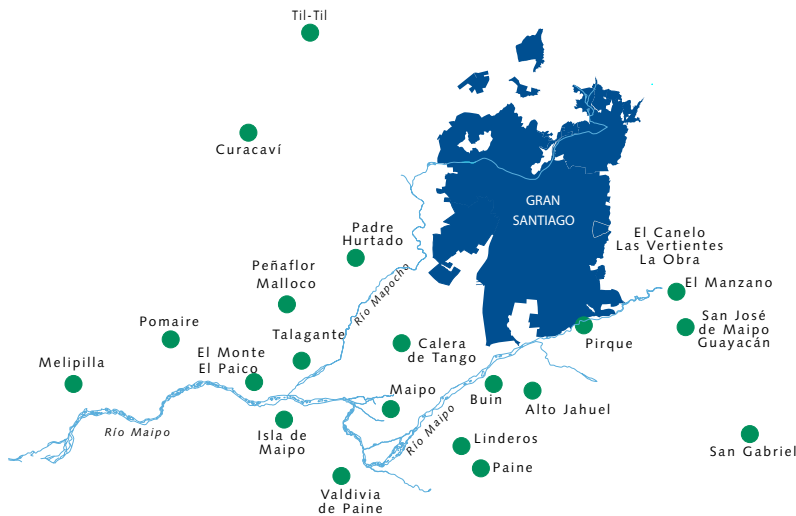 Til-Til
Curacaví
GRAN
SANTIAGO
Padre
Hurtado
El Canelo
Las Vertientes
La Obra
Peñaflor
Malloco
Río Mapocho
El Manzano
Pomaire
Talagante
San José
de Maipo
Guayacán
Calera
de Tango
Pirque
Melipilla
El Monte
El Paico
Maipo
Buin
Alto Jahuel
Río Maipo
Isla de
Maipo
Río Maipo
Linderos
Paine
San Gabriel
Valdivia
de Paine